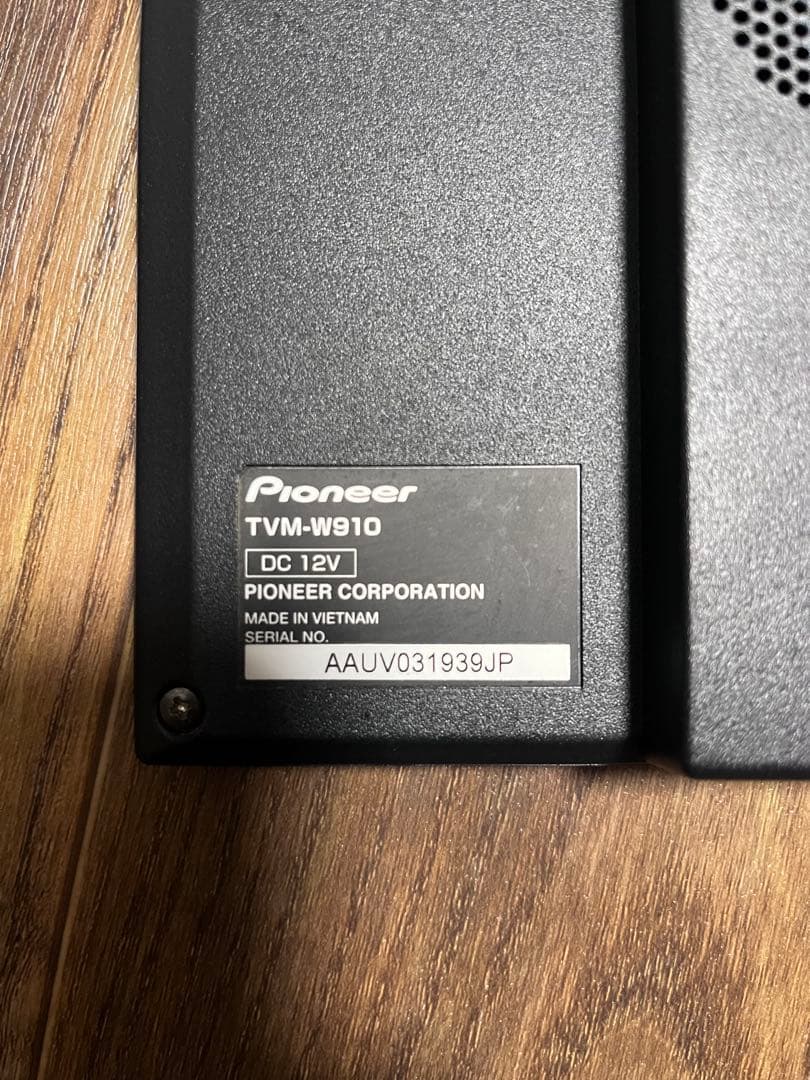 Pioneer
TVM-W910
DC 12V
PIONEER CORPORATION
MADE IN VIETNAM
SERIAL NO.
AAUV031939JP